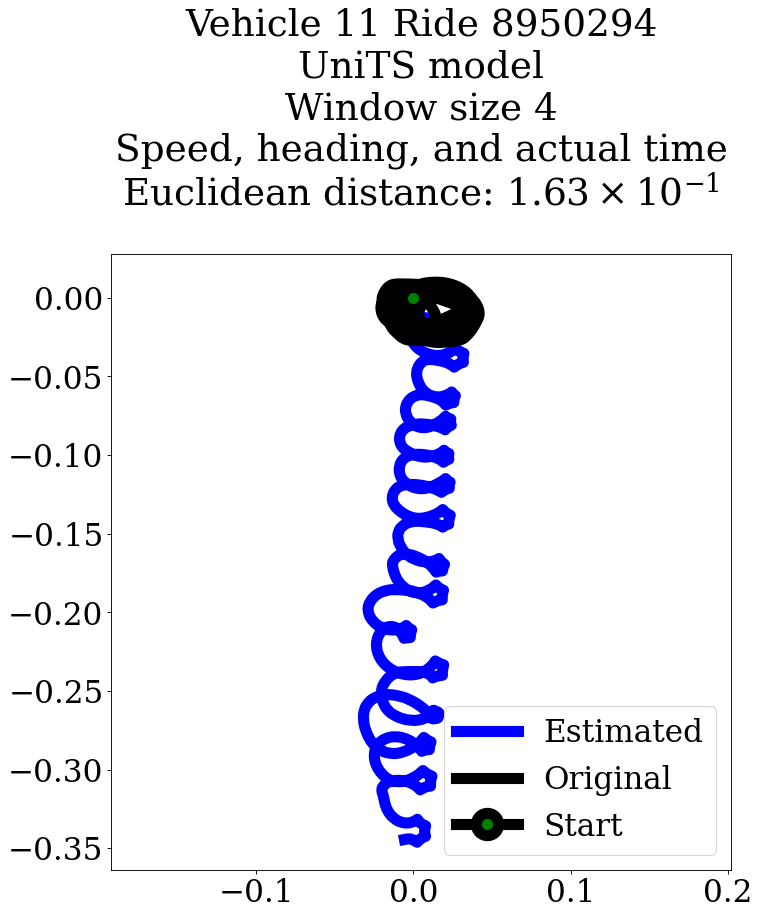 Vehicle 11 Ride 8950294
UniTS model
Window size 4
Speed, heading, and actual time
Euclidean distance: 1.63 × 10⁻¹
0.00
−0.05
−0.10
−0.15
−0.20
−0.25
−0.30
−0.35
Estimated
Original
Start
−0.1
0.0
0.1
0.2